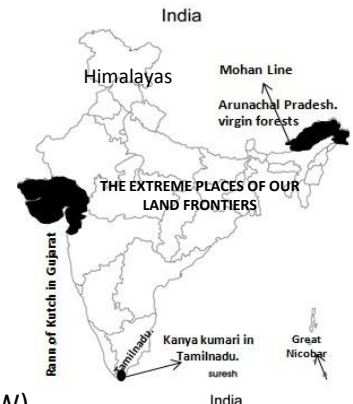 India
Himalayas
Mohan Line
Arunachal Pradesh.
virgin forests
THE EXTREME PLACES OF OUR
LAND FRONTIERS
Rann of Kutch in Gujarat
Tamilnadu.
Kanya kumari in
Tamilnadu.
Great
Nicobar
suresh
W)
India